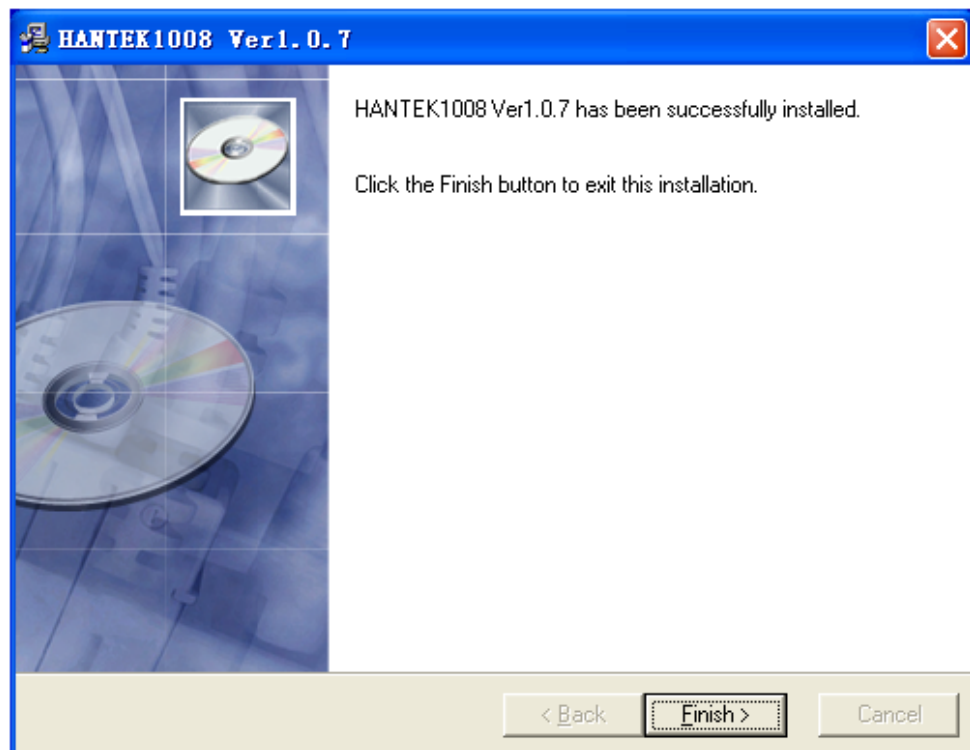 HANTEK1008 Ver1.0.7
HANTEK1008 Ver1.0.7 has been successfully installed.
Click the Finish button to exit this installation.
< Back
Finish >
Cancel